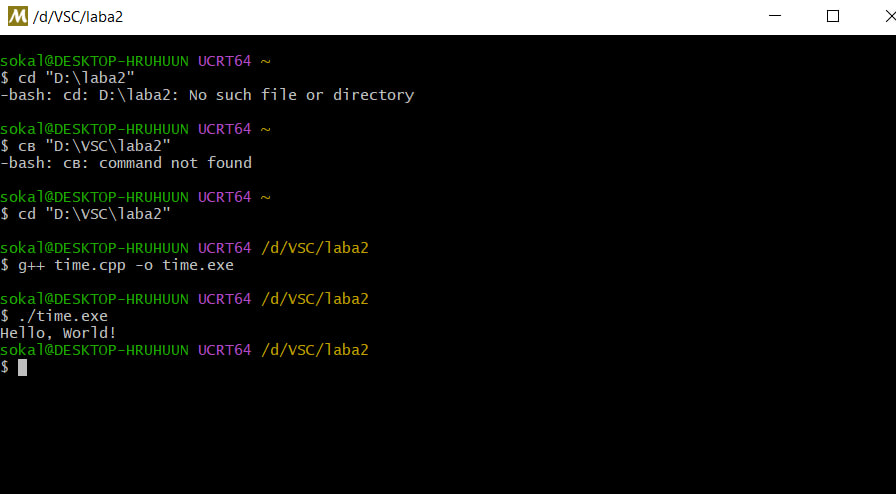 /d/VSC/laba2
sokal@DESKTOP-HRUHUUN UCRT64 ~
$ cd "D:\laba2"
-bash: cd: D:\laba2: No such file or directory
sokal@DESKTOP-HRUHUUN UCRT64 ~
$ св "D:\VSC\laba2"
-bash: св: command not found
sokal@DESKTOP-HRUHUUN UCRT64 ~
$ cd "D:\VSC\laba2"
sokal@DESKTOP-HRUHUUN UCRT64 /d/VSC/laba2
$ g++ time.cpp -o time.exe
sokal@DESKTOP-HRUHUUN UCRT64 /d/VSC/laba2
$ ./time.exe
Hello, World!
sokal@DESKTOP-HRUHUUN UCRT64 /d/VSC/laba2
$